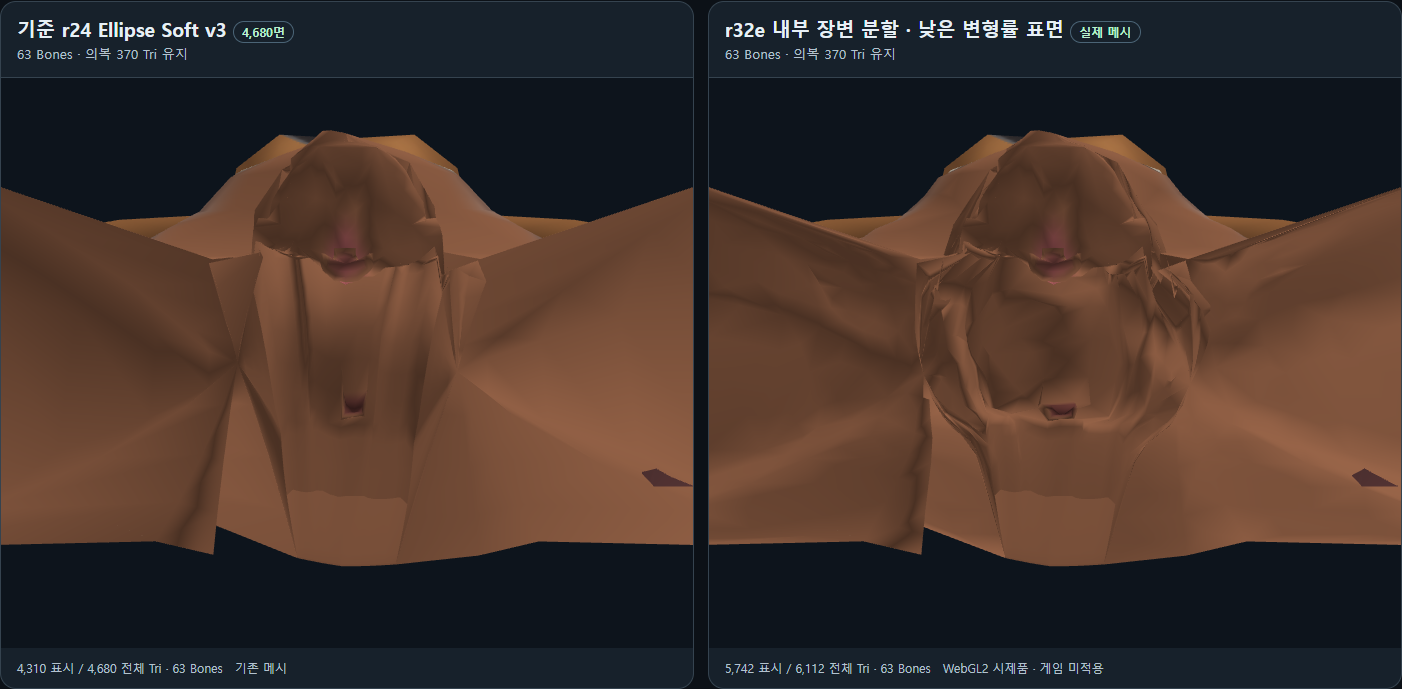 기준 r24 Ellipse Soft v3 4,680면
63 Bones · 의복 370 Tri 유지
4,310 표시 / 4,680 전체 Tri · 63 Bones 기존 메시
r32e 내부 장변 분할 · 낮은 변형률 표면 실제 메시
63 Bones · 의복 370 Tri 유지
5,742 표시 / 6,112 전체 Tri · 63 Bones WebGL2 시제품 · 게임 미적용